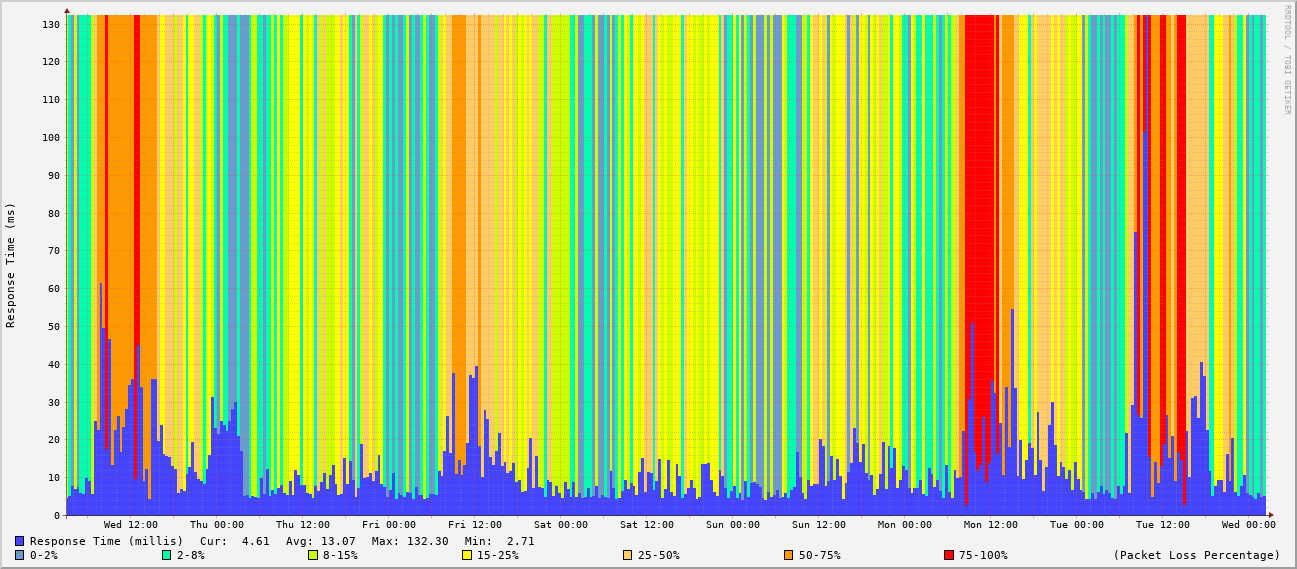 RRDTOOL / TOBI OETIKER
Response Time (ms)
130
120
110
100
90
80
70
60
50
40
30
20
10
0
Wed 12:00 Thu 00:00 Thu 12:00 Fri 00:00 Fri 12:00 Sat 00:00 Sat 12:00 Sun 00:00 Sun 12:00 Mon 00:00 Mon 12:00 Tue 00:00 Tue 12:00 Wed 00:00
Response Time (millis) Cur: 4.61 Avg: 13.07 Max: 132.30 Min: 2.71
0-2% 2-8% 8-15% 15-25% 25-50% 50-75% 75-100% (Packet Loss Percentage)